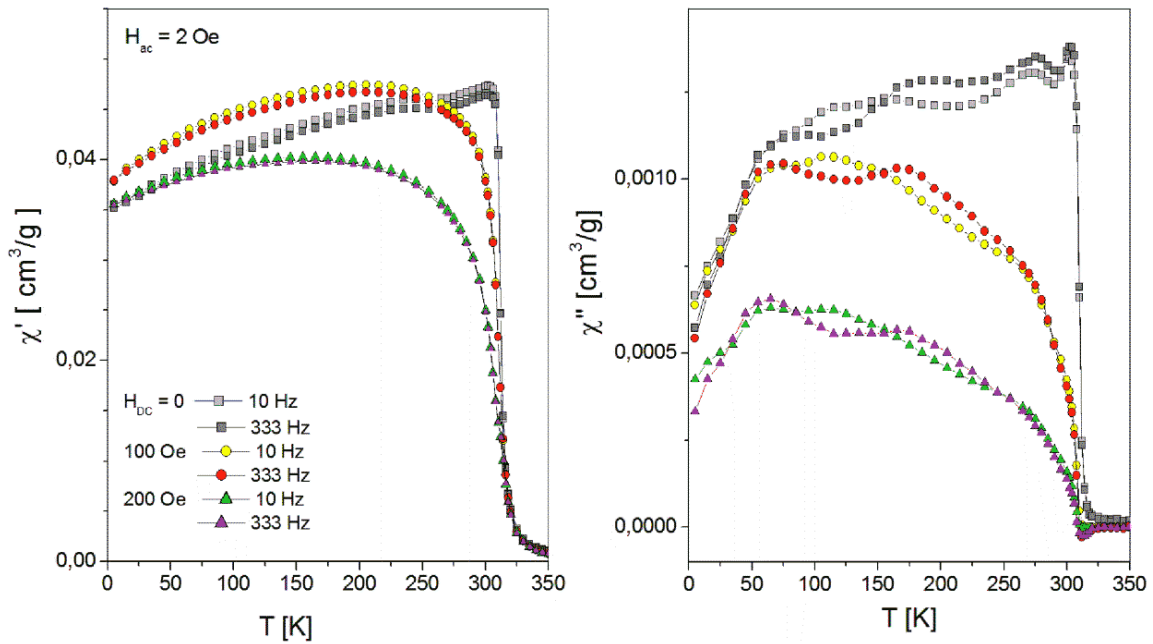 H_ac = 2 Oe
0,04
0,02
0,00
χ' [ cm³/g]
H_DC = 0 10 Hz
333 Hz
100 Oe 10 Hz
333 Hz
200 Oe 10 Hz
333 Hz
0 50 100 150 200 250 300 350
T [K]
0,0010
0,0005
0,0000
χ" [cm³/g]
0 50 100 150 200 250 300 350
T [K]